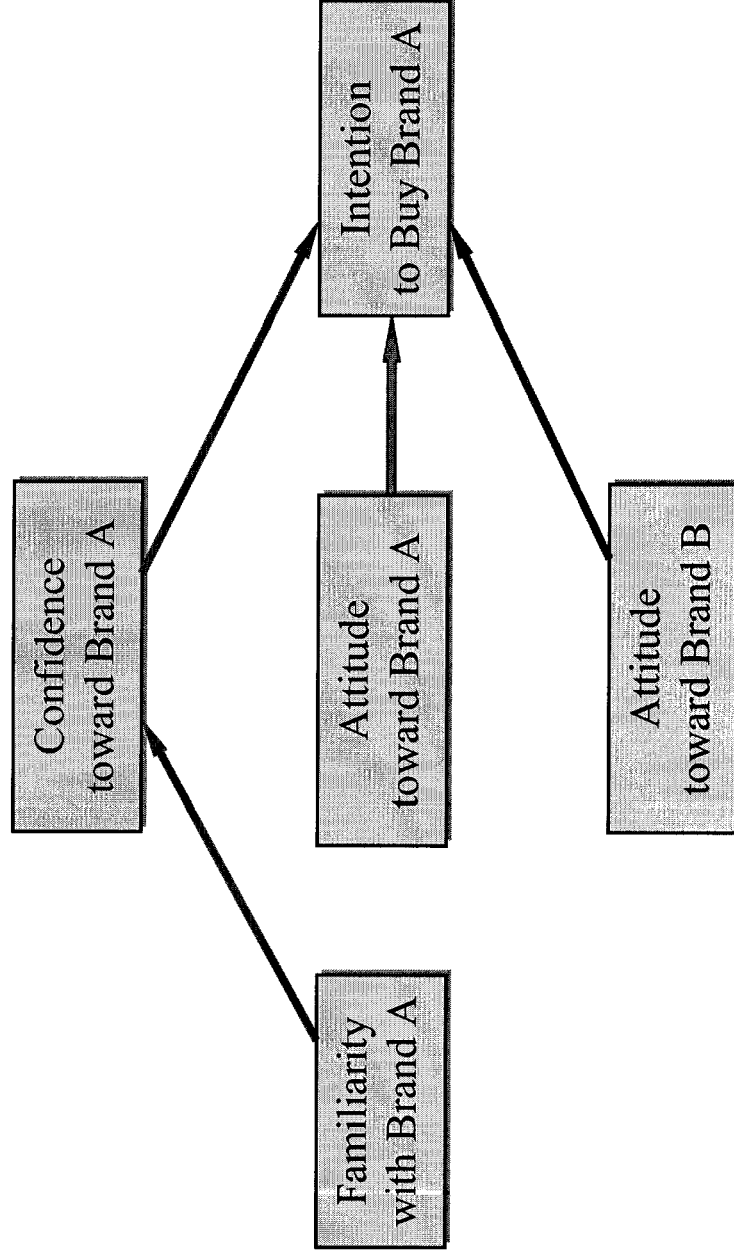 Familiarity
with Brand A
Confidence
toward Brand A
Attitude
toward Brand A
Attitude
toward Brand B
Intention
to Buy Brand A